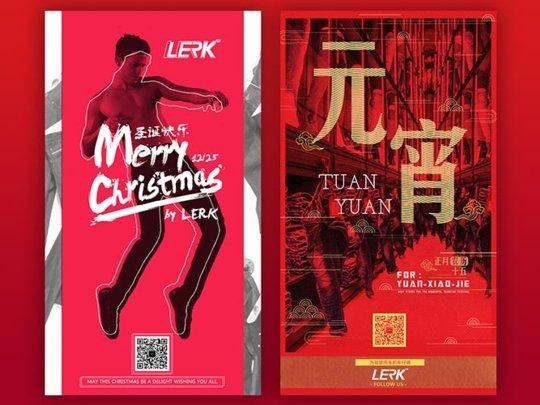 LERK
圣诞快乐
12/25
Merry
Christmas
by LERK
MAY THIS CHRISTMAS BE A DELIGHT WISHING YOU ALL.
元
宵
TUAN
YUAN
正月
十五
FOR:
YUAN-XIAO-JIE
LERK
- FOLLOW US -